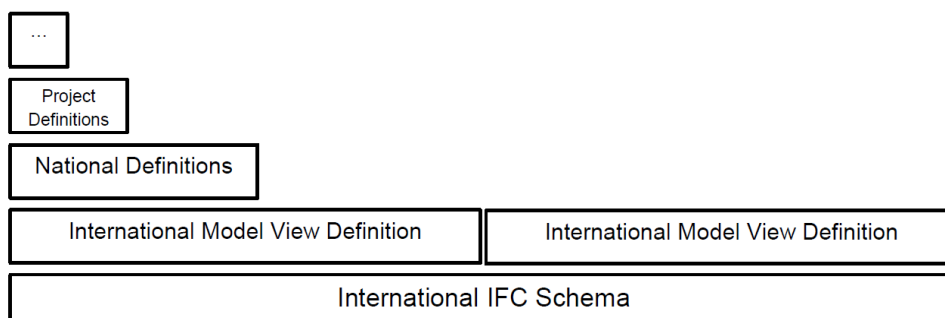 ...
Project
Definitions
National Definitions
International Model View Definition
International Model View Definition
International IFC Schema